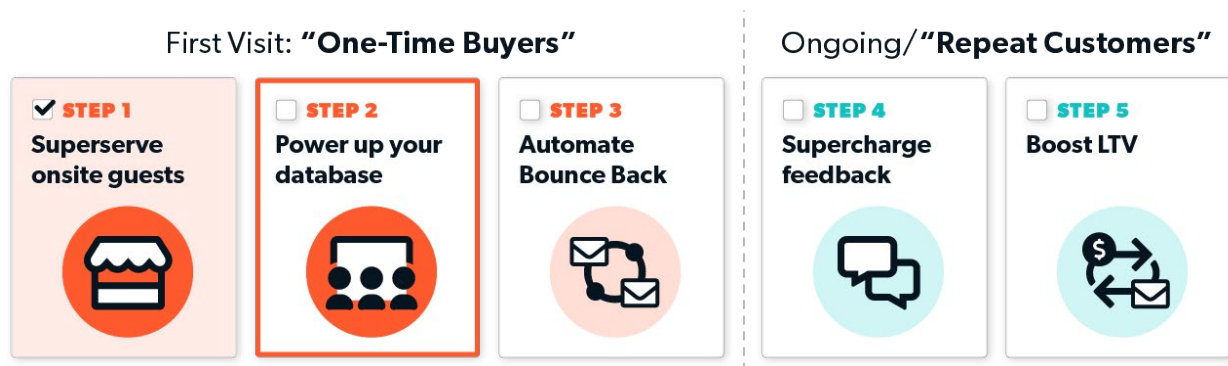 First Visit: “One-Time Buyers”
Ongoing/“Repeat Customers”
STEP 1
Superserve
onsite guests
STEP 2
Power up your
database
STEP 3
Automate
Bounce Back
STEP 4
Supercharge
feedback
STEP 5
Boost LTV
$